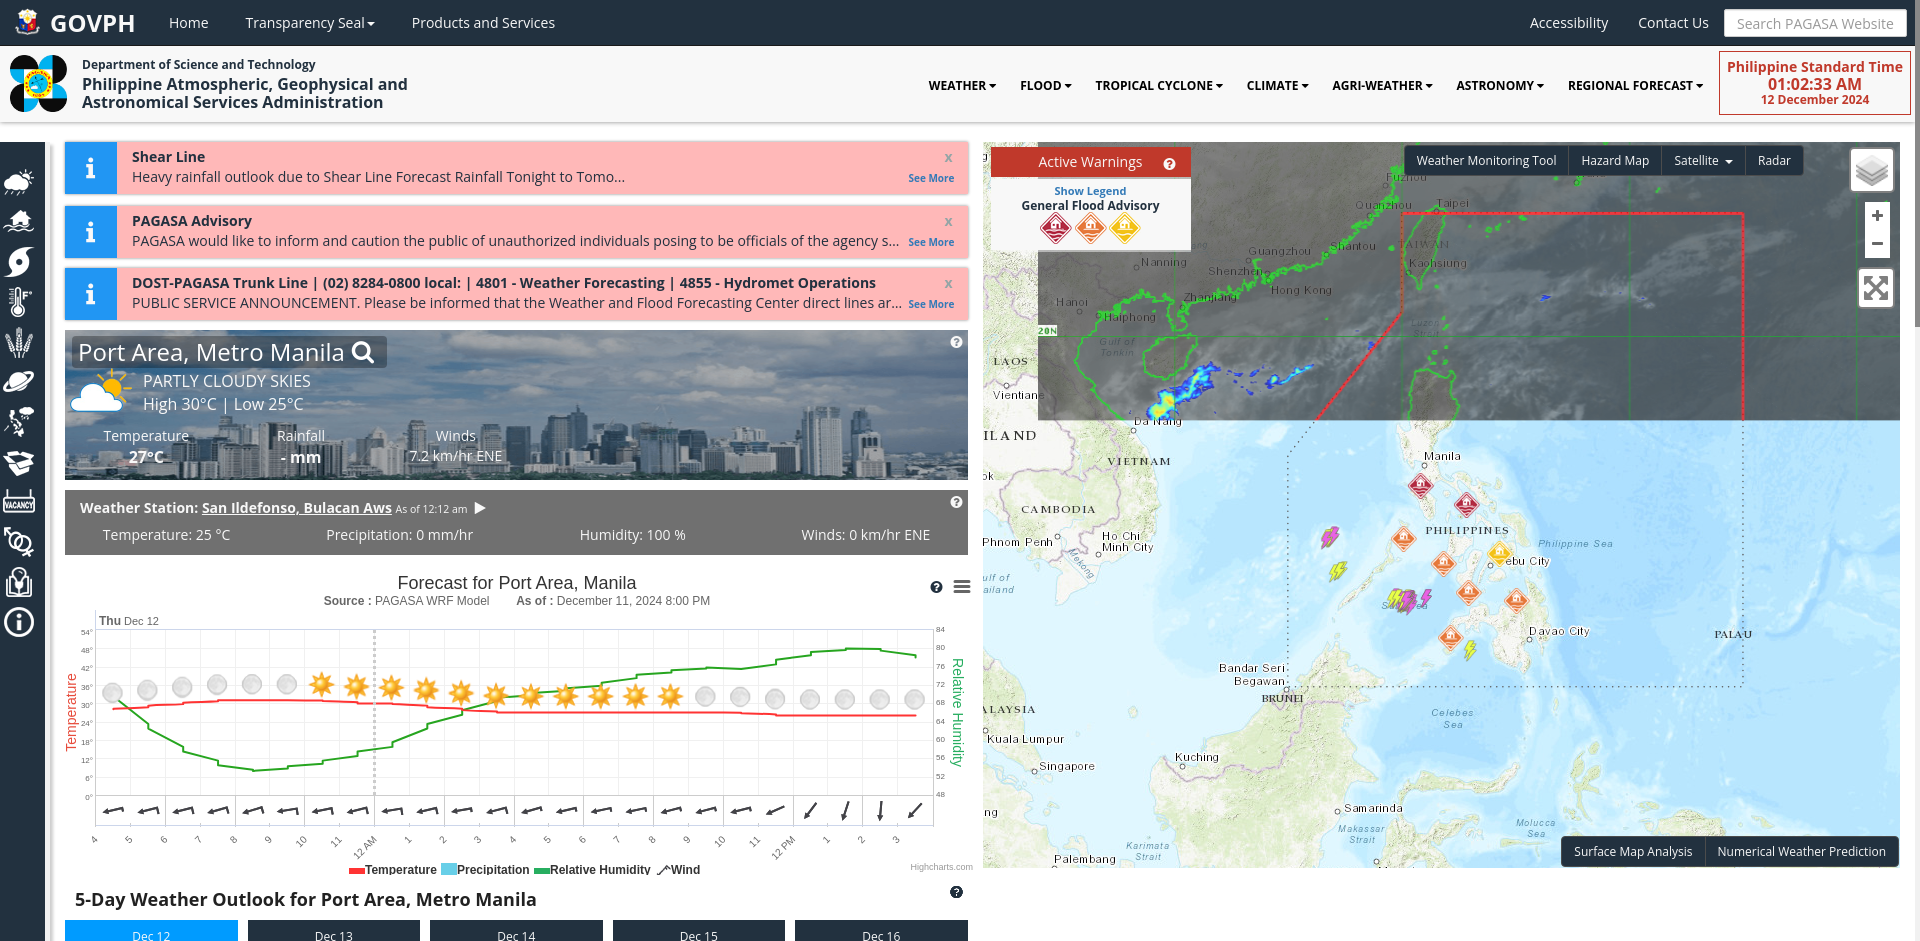 GOVPH
Home
Transparency Seal
Products and Services
Accessibility
Contact Us
Search PAGASA Website
Department of Science and Technology
Philippine Atmospheric, Geophysical and
Astronomical Services Administration
WEATHER
FLOOD
TROPICAL CYCLONE
CLIMATE
AGRI-WEATHER
ASTRONOMY
REGIONAL FORECAST
Philippine Standard Time
01:02:33 AM
12 December 2024
Shear Line
x
Heavy rainfall outlook due to Shear Line Forecast Rainfall Tonight to Tomo...
See More
PAGASA Advisory
x
PAGASA would like to inform and caution the public of unauthorized individuals posing to be officials of the agency s...
See More
DOST-PAGASA Trunk Line | (02) 8284-0800 local: | 4801 - Weather Forecasting | 4855 - Hydromet Operations
x
PUBLIC SERVICE ANNOUNCEMENT. Please be informed that the Weather and Flood Forecasting Center direct lines ar...
See More
VACANCY
Port Area, Metro Manila
PARTLY CLOUDY SKIES
High 30°C | Low 25°C
Temperature
27°C
Rainfall
- mm
Winds
7.2 km/hr ENE
Weather Station: San Ildefonso, Bulacan Aws As of 12:12 am
Temperature: 25 °C
Precipitation: 0 mm/hr
Humidity: 100 %
Winds: 0 km/hr ENE
Forecast for Port Area, Manila
Source : PAGASA WRF Model As of : December 11, 2024 8:00 PM
Thu Dec 12
Temperature
54°
48°
42°
36°
30°
24°
18°
12°
6°
0°
84
80
76
72
68
64
60
56
52
48
Relative Humidity
4 5 6 7 8 9 10 11 12 AM 1 2 3 4 5 6 7 8 9 10 11 12 PM 1 2 3
Temperature Precipitation Relative Humidity Wind
Highcharts.com
5-Day Weather Outlook for Port Area, Metro Manila
Dec 12
Dec 13
Dec 14
Dec 15
Dec 16
Active Warnings
Show Legend
General Flood Advisory
Weather Monitoring Tool
Hazard Map
Satellite
Radar
+
−
Fuzhou
Quanzhou
Taipei
TAIWAN
Kaohsiung
Shantou
Guangzhou
Shenzhen
Hong Kong
Nanning
Zhanjiang
Hanoi
Haiphong
20N
Gulf of
Tonkin
Luzon
Strait
LAOS
Vientiane
Da Nang
ILAND
VIETNAM
ok
CAMBODIA
Phnom Penh
Ho Chi
Minh City
Mekong
ulf of
ailand
Manila
PHILIPPINES
Philippine Sea
ebu City
Davao City
PALAU
Bandar Seri
Begawan
BRUNEI
ALAYSIA
Kuala Lumpur
Singapore
Kuching
Celebes
Sea
ng
Samarinda
Makassar
Strait
Molucca
Sea
Karimata
Strait
Palembang
Surface Map Analysis
Numerical Weather Prediction